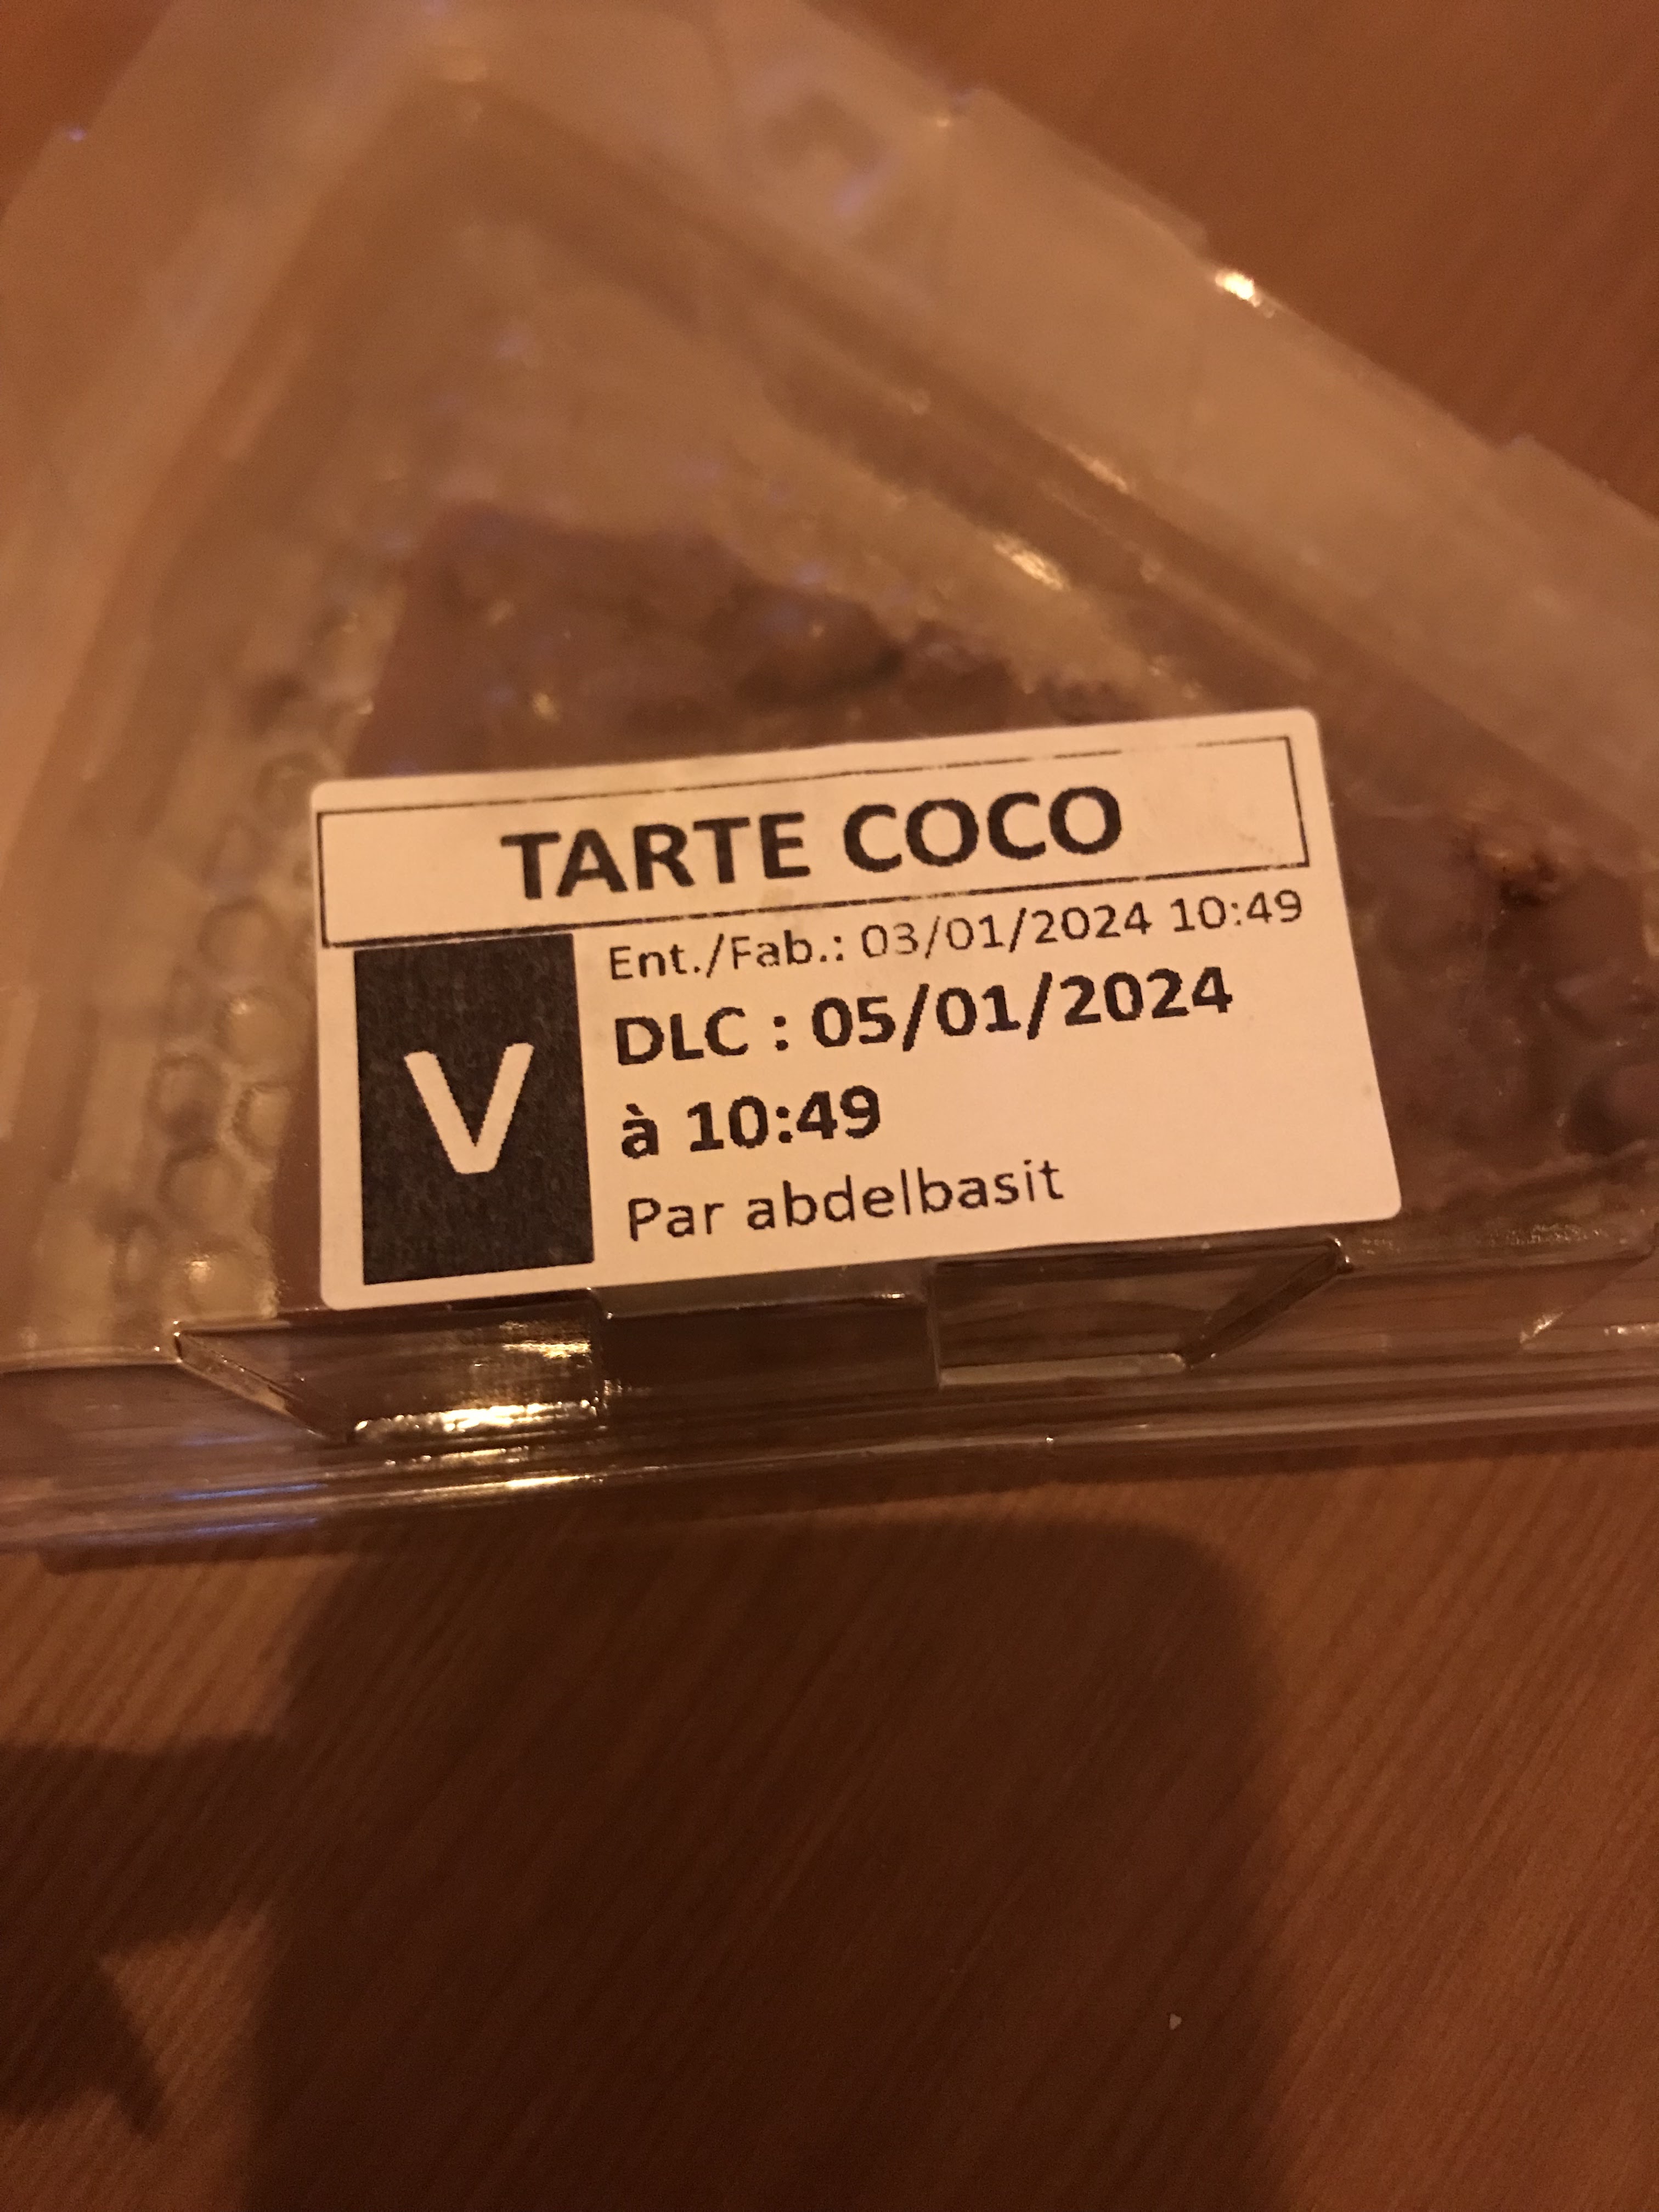 TARTE COCO
Ent./Fab.: 03/01/2024 10:49
DLC : 05/01/2024
à 10:49
Par abdelbasit
V